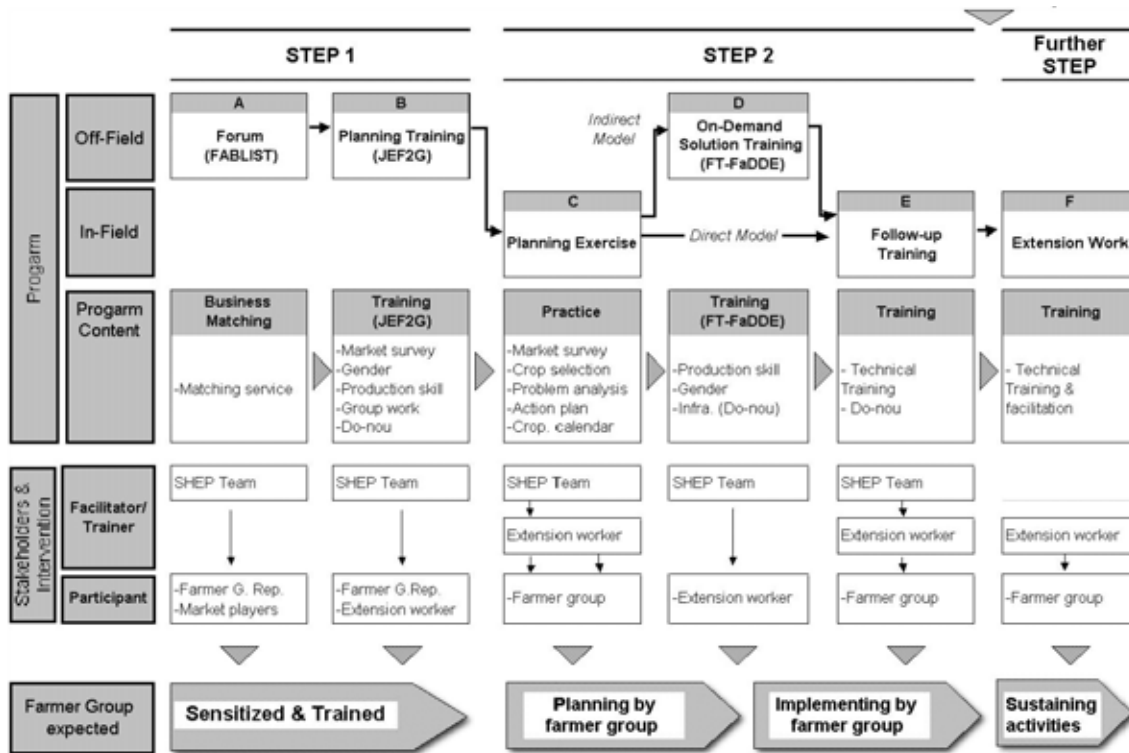 STEP 1
STEP 2
Further
STEP
Progarm
Off-Field
A
Forum
(FABLIST)
B
Planning Training
(JEF2G)
Indirect
Model
D
On-Demand
Solution Training
(FT-FaDDE)
In-Field
C
Planning Exercise
Direct Model
E
Follow-up
Training
F
Extension Work
Progarm
Content
Business
Matching
-Matching service
Training
(JEF2G)
-Market survey
-Gender
-Production skill
-Group work
-Do-nou
Practice
-Market survey
-Crop selection
-Problem analysis
-Action plan
-Crop. calendar
Training
(FT-FaDDE)
-Production skill
-Gender
-Infra. (Do-nou)
Training
- Technical
Training
- Do-nou
Training
- Technical
Training &
facilitation
Stakeholders &
Intervention
Facilitator/
Trainer
SHEP Team
SHEP Team
SHEP Team
Extension worker
SHEP Team
SHEP Team
Extension worker
Extension worker
Participant
-Farmer G. Rep.
-Market players
-Farmer G.Rep.
-Extension worker
-Farmer group
-Extension worker
-Farmer group
-Farmer group
Farmer Group
expected
Sensitized & Trained
Planning by
farmer group
Implementing by
farmer group
Sustaining
activities